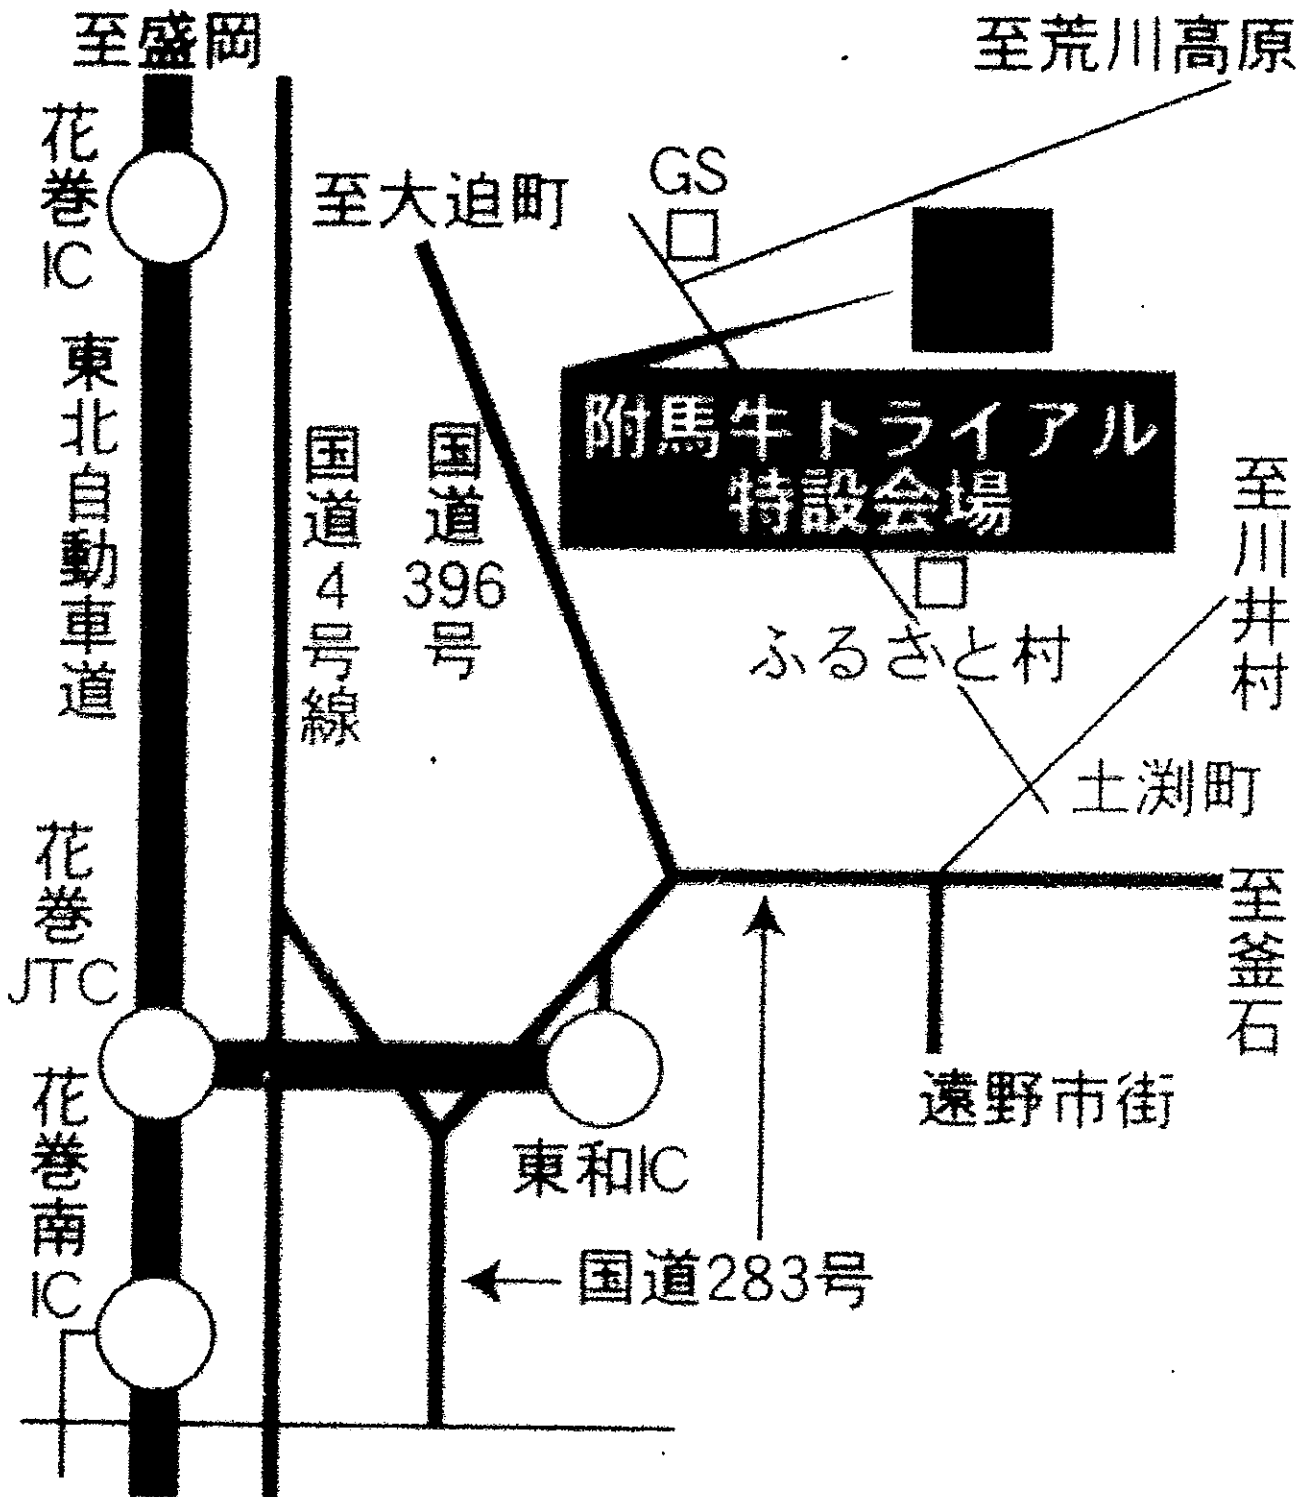 至盛岡
至荒川高原
花巻IC
至大迫町
GS
東北自動車道
国道4号線
国道396号
附馬牛トライアル
特設会場
至川井村
ふるさと村
土渕町
花巻JTC
至釜石
花巻南IC
遠野市街
東和IC
国道283号